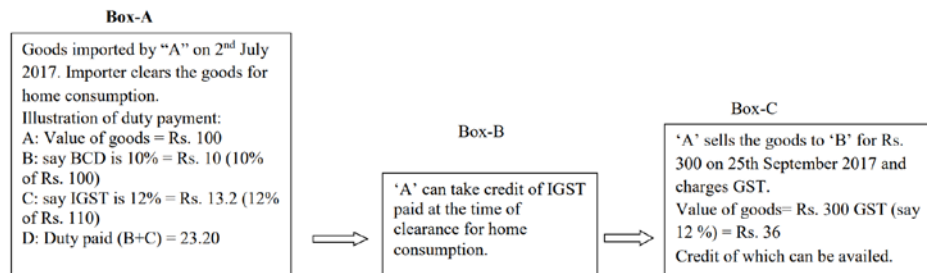 Box-A
Goods imported by “A” on 2nd July
2017. Importer clears the goods for
home consumption.
Illustration of duty payment:
A: Value of goods = Rs. 100
B: say BCD is 10% = Rs. 10 (10%
of Rs. 100)
C: say IGST is 12% = Rs. 13.2 (12%
of Rs. 110)
D: Duty paid (B+C) = 23.20
Box-B
‘A’ can take credit of IGST
paid at the time of
clearance for home
consumption.
Box-C
‘A’ sells the goods to ‘B’ for Rs.
300 on 25th September 2017 and
charges GST.
Value of goods= Rs. 300 GST (say
12 %) = Rs. 36
Credit of which can be availed.